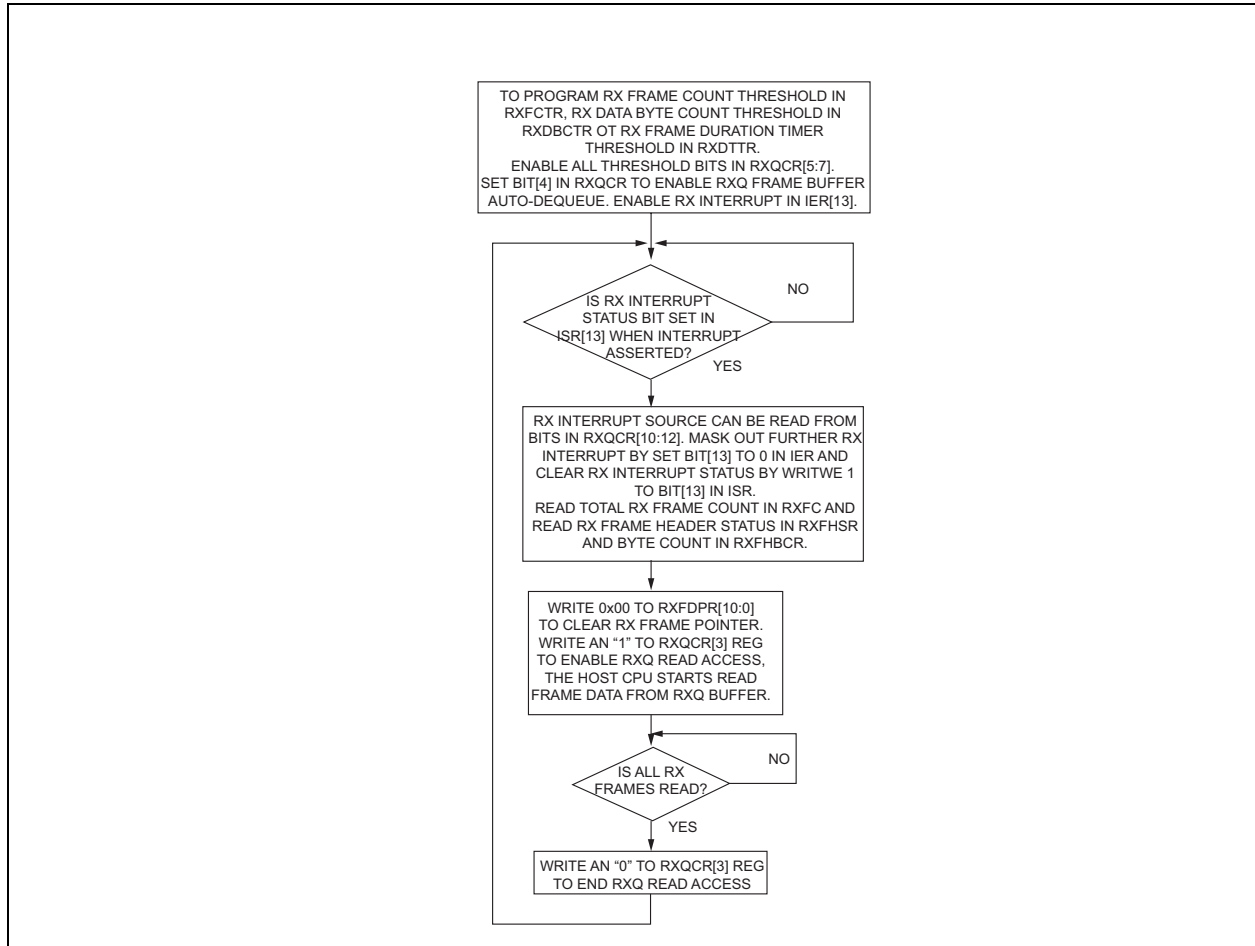 TO PROGRAM RX FRAME COUNT THRESHOLD IN
RXFCTR, RX DATA BYTE COUNT THRESHOLD IN
RXDBCTR OT RX FRAME DURATION TIMER
THRESHOLD IN RXDTTR.
ENABLE ALL THRESHOLD BITS IN RXQCR[5:7].
SET BIT[4] IN RXQCR TO ENABLE RXQ FRAME BUFFER
AUTO-DEQUEUE. ENABLE RX INTERRUPT IN IER[13].
NO
IS RX INTERRUPT
STATUS BIT SET IN
ISR[13] WHEN INTERRUPT
ASSERTED?
YES
RX INTERRUPT SOURCE CAN BE READ FROM
BITS IN RXQCR[10:12]. MASK OUT FURTHER RX
INTERRUPT BY SET BIT[13] TO 0 IN IER AND
CLEAR RX INTERRUPT STATUS BY WRITWE 1
TO BIT[13] IN ISR.
READ TOTAL RX FRAME COUNT IN RXFC AND
READ RX FRAME HEADER STATUS IN RXFHSR
AND BYTE COUNT IN RXFHBCR.
WRITE 0x00 TO RXFDPR[10:0]
TO CLEAR RX FRAME POINTER.
WRITE AN “1” TO RXQCR[3] REG
TO ENABLE RXQ READ ACCESS,
THE HOST CPU STARTS READ
FRAME DATA FROM RXQ BUFFER.
NO
IS ALL RX
FRAMES READ?
YES
WRITE AN “0” TO RXQCR[3] REG
TO END RXQ READ ACCESS